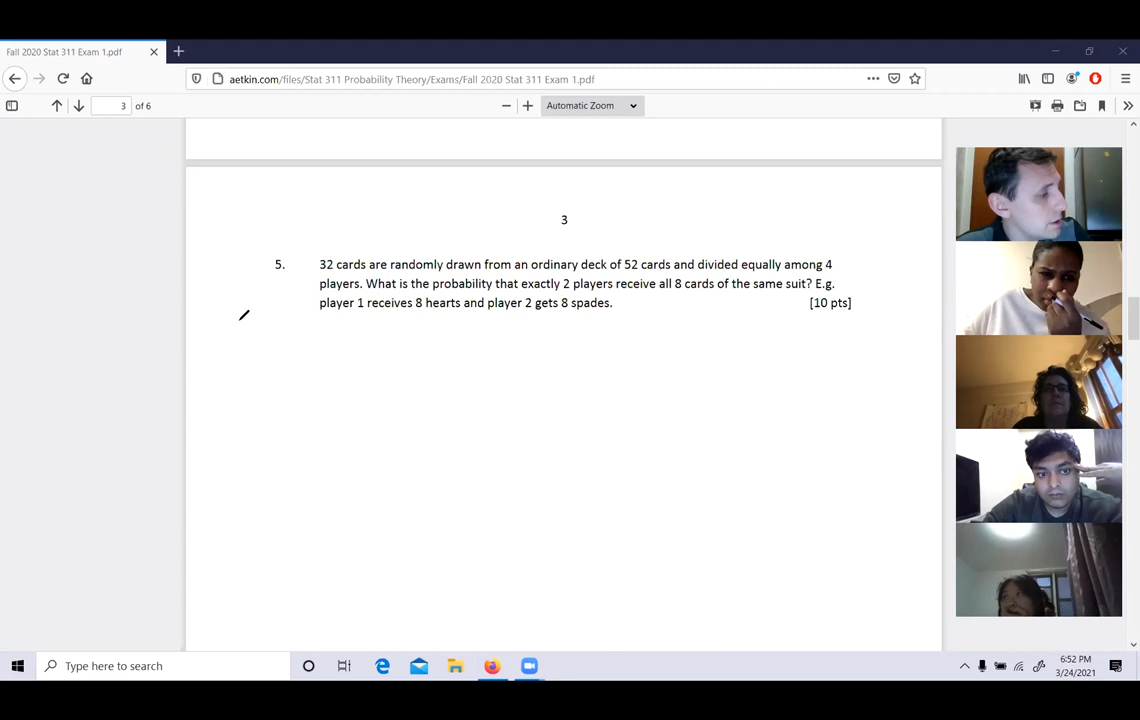 Fall 2020 Stat 311 Exam 1.pdf
aetkin.com/files/Stat 311 Probability Theory/Exams/Fall 2020 Stat 311 Exam 1.pdf
3 of 6
Automatic Zoom
3
5. 32 cards are randomly drawn from an ordinary deck of 52 cards and divided equally among 4
players. What is the probability that exactly 2 players receive all 8 cards of the same suit? E.g.
player 1 receives 8 hearts and player 2 gets 8 spades. [10 pts]
Type here to search
6:52 PM
3/24/2021